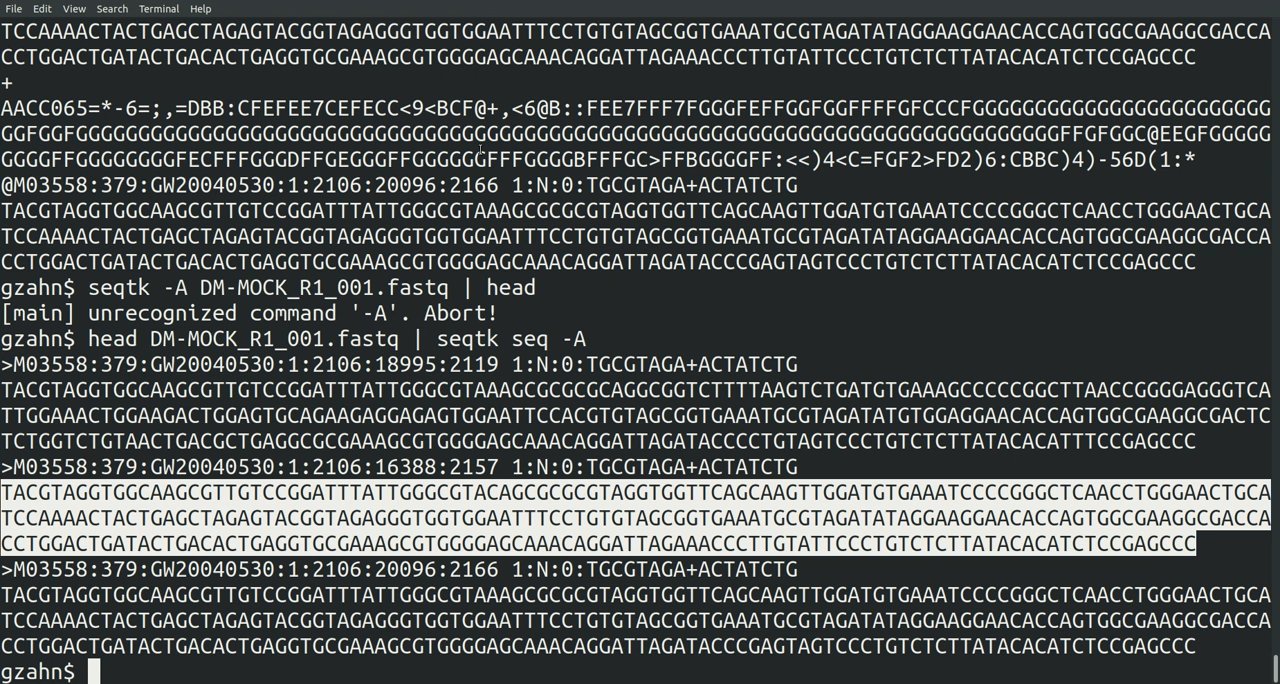 File Edit View Search Terminal Help
TCCAAAACTACTGAGCTAGAGTACGGTAGAGGGTGGTGGAATTTCCTGTGTAGCGGTGAAATGCGTAGATATAGGAAGGAACACCAGTGGCGAAGGCGACCA
CCTGGACTGATACTGACACTGAGGTGCGAAAGCGTGGGGAGCAAACAGGATTAGAAACCCTTGTATTCCCTGTCTCTTATACACATCTCCGAGCCC
+
AACC065=*-6=;,=DBB:CFEFEE7CEFECC<9<BCF@+,<6@B::FEE7FFF7FGGGFEFFGGFGGFFFFGFCCCFGGGGGGGGGGGGGGGGGGGGGGGG
GGFGGFGGGGGGGGGGGGGGGGGGGGGGGGGGGGGGGGGGGGGGGGGGGGGGGGGGGGGGGGGGGGGGGGGGGGGGGGGGGGGFFGFGGC@EEGFGGGGG
GGGGFFGGGGGGGGFECFFFGGGDFFGEGGGFFGGGGGGFFFGGGGBFFFGC>FFBGGGGFF:<<)4<C=FGF2>FD2)6:CBBC)4)-56D(1:*
@M03558:379:GW20040530:1:2106:20096:2166 1:N:0:TGCGTAGA+ACTATCTG
TACGTAGGTGGCAAGCGTTGTCCGGATTTATTGGGCGTAAAGCGCGCGTAGGTGGTTCAGCAAGTTGGATGTGAAATCCCCGGGCTCAACCTGGGAACTGCA
TCCAAAACTACTGAGCTAGAGTACGGTAGAGGGTGGTGGAATTTCCTGTGTAGCGGTGAAATGCGTAGATATAGGAAGGAACACCAGTGGCGAAGGCGACCA
CCTGGACTGATACTGACACTGAGGTGCGAAAGCGTGGGGAGCAAACAGGATTAGATACCCGAGTAGTCCCTGTCTCTTATACACATCTCCGAGCCC
gzahn$ seqtk -A DM-MOCK_R1_001.fastq | head
[main] unrecognized command '-A'. Abort!
gzahn$ head DM-MOCK_R1_001.fastq | seqtk seq -A
>M03558:379:GW20040530:1:2106:18995:2119 1:N:0:TGCGTAGA+ACTATCTG
TACGTAGGTGGCAAGCGTTGTCCGGATTTATTGGGCGTAAAGCGCGCGCAGGCGGTCTTTTAAGTCTGATGTGAAAGCCCCCGGCTTAACCGGGGAGGGTCA
TTGGAAACTGGAAGACTGGAGTGCAGAAGAGGAGAGTGGAATTCCACGTGTAGCGGTGAAATGCGTAGATATGTGGAGGAACACCAGTGGCGAAGGCGACTC
TCTGGTCTGTAACTGACGCTGAGGCGCGAAAGCGTGGGGAGCAAACAGGATTAGATACCCCTGTAGTCCCTGTCTCTTATACACATTTCCGAGCCC
>M03558:379:GW20040530:1:2106:16388:2157 1:N:0:TGCGTAGA+ACTATCTG
TACGTAGGTGGCAAGCGTTGTCCGGATTTATTGGGCGTACAGCGCGCGTAGGTGGTTCAGCAAGTTGGATGTGAAATCCCCGGGCTCAACCTGGGAACTGCA
TCCAAAACTACTGAGCTAGAGTACGGTAGAGGGTGGTGGAATTTCCTGTGTAGCGGTGAAATGCGTAGATATAGGAAGGAACACCAGTGGCGAAGGCGACCA
CCTGGACTGATACTGACACTGAGGTGCGAAAGCGTGGGGAGCAAACAGGATTAGAAACCCTTGTATTCCCTGTCTCTTATACACATCTCCGAGCCC
>M03558:379:GW20040530:1:2106:20096:2166 1:N:0:TGCGTAGA+ACTATCTG
TACGTAGGTGGCAAGCGTTGTCCGGATTTATTGGGCGTAAAGCGCGCGTAGGTGGTTCAGCAAGTTGGATGTGAAATCCCCGGGCTCAACCTGGGAACTGCA
TCCAAAACTACTGAGCTAGAGTACGGTAGAGGGTGGTGGAATTTCCTGTGTAGCGGTGAAATGCGTAGATATAGGAAGGAACACCAGTGGCGAAGGCGACCA
CCTGGACTGATACTGACACTGAGGTGCGAAAGCGTGGGGAGCAAACAGGATTAGATACCCGAGTAGTCCCTGTCTCTTATACACATCTCCGAGCCC
gzahn$